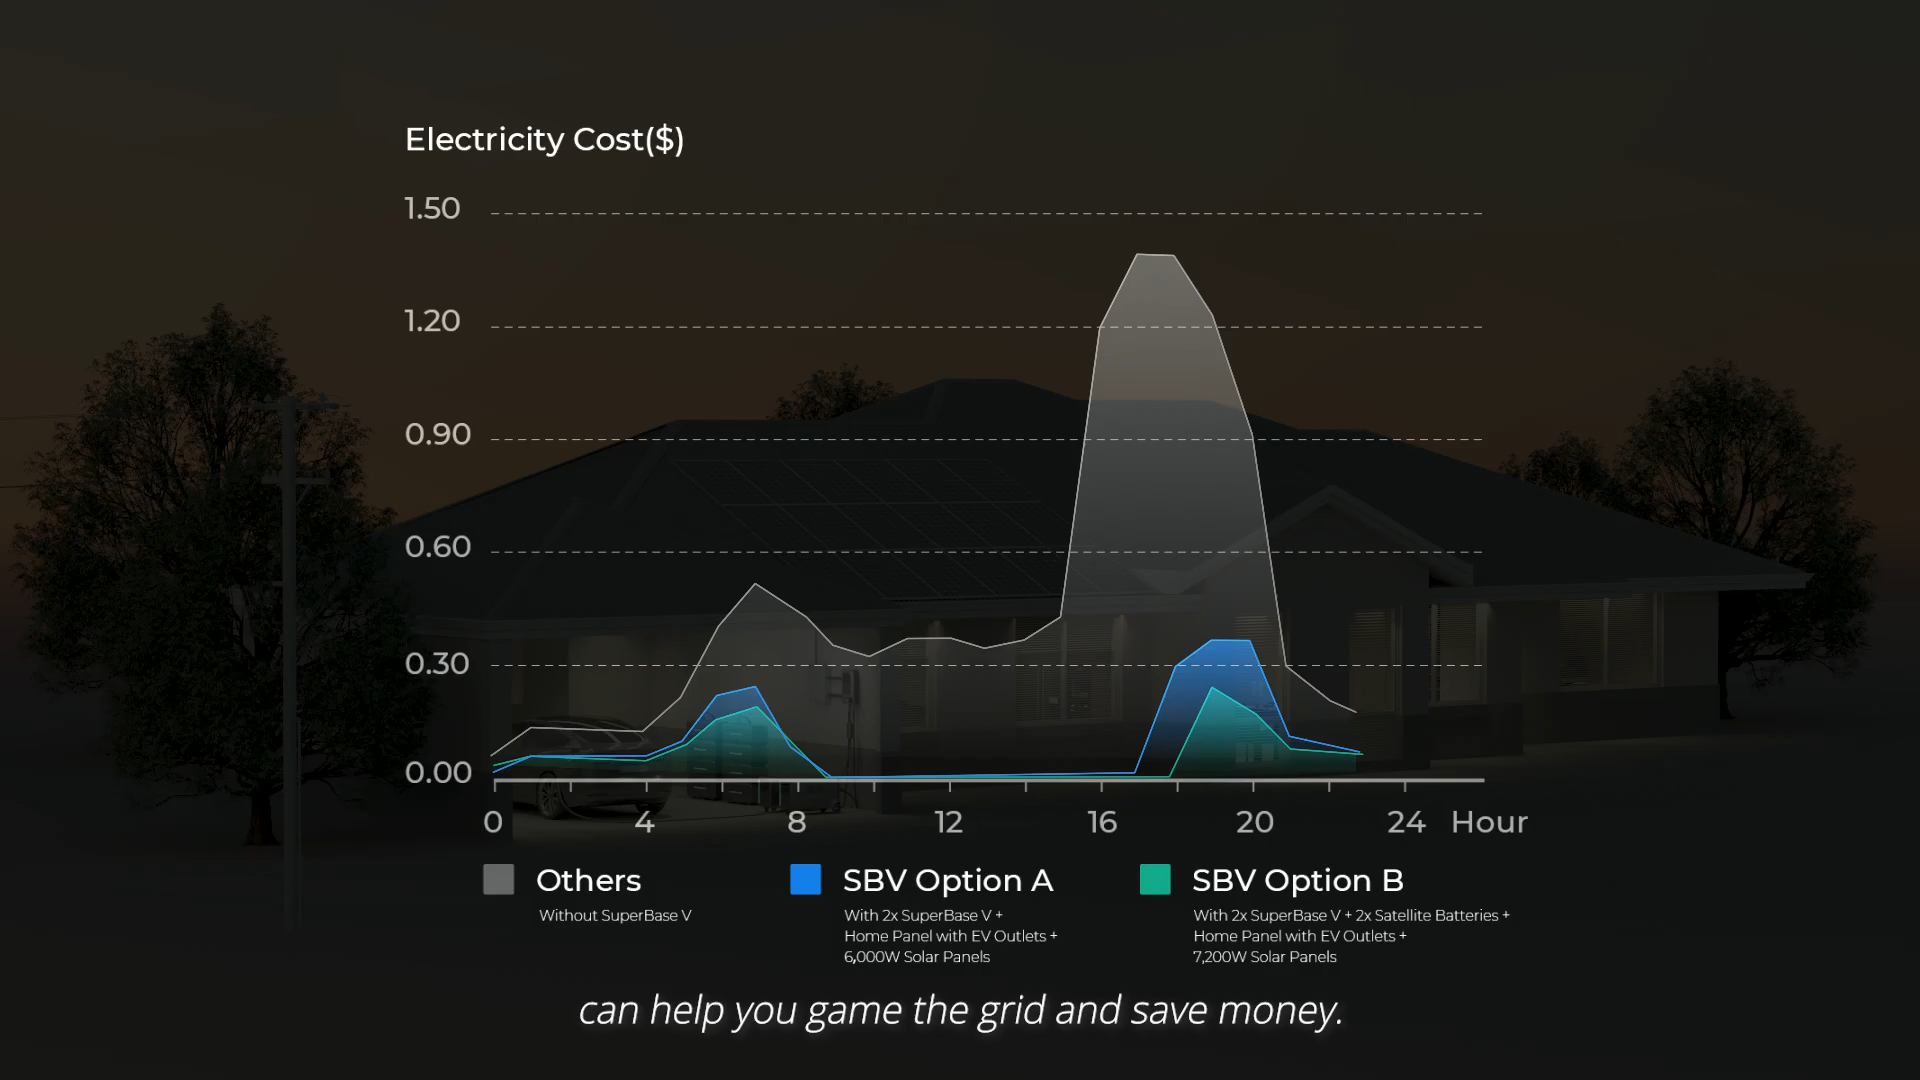 Electricity Cost($)
1.50
1.20
0.90
0.60
0.30
0.00
0 4 8 12 16 20 24 Hour
Others
Without SuperBase V
SBV Option A
With 2x SuperBase V +
Home Panel with EV Outlets +
6,000W Solar Panels
SBV Option B
With 2x SuperBase V + 2x Satellite Batteries +
Home Panel with EV Outlets +
7,200W Solar Panels
can help you game the grid and save money.